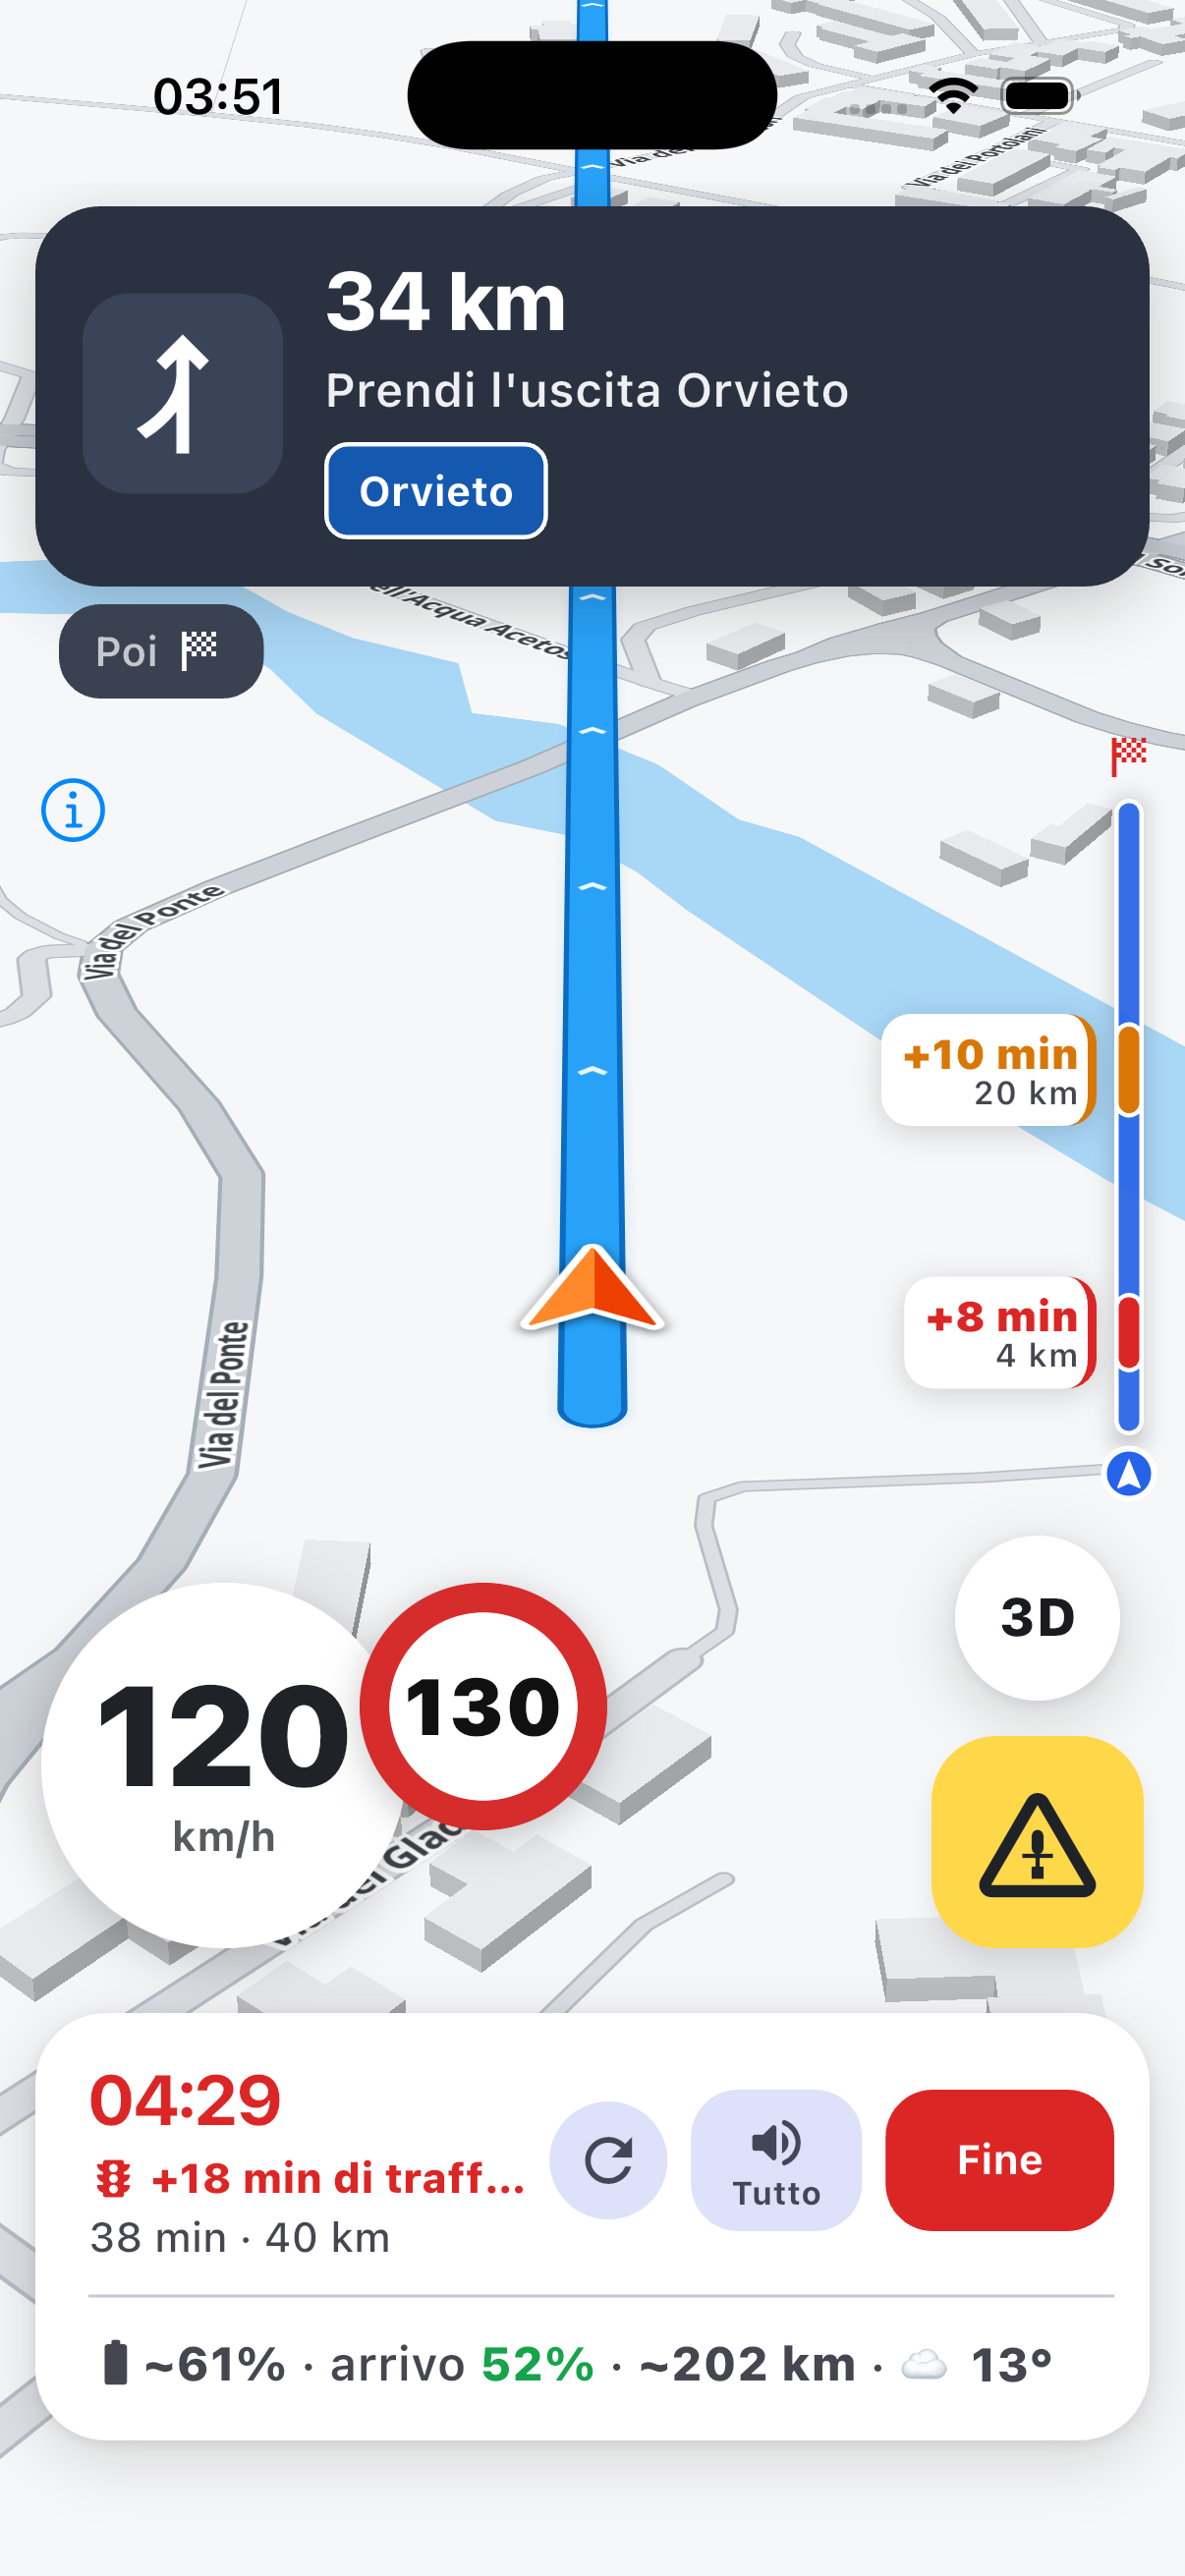 03:51
Via dei Portolani
34 km
Prendi l'uscita Orvieto
Orvieto
ell'Acqua Acetos
Poi
Via del Ponte
+10 min
20 km
+8 min
4 km
Via del Ponte
3D
120
km/h
130
04:29
+18 min di traff...
38 min · 40 km
Tutto
Fine
~61% · arrivo 52% · ~202 km · 13°